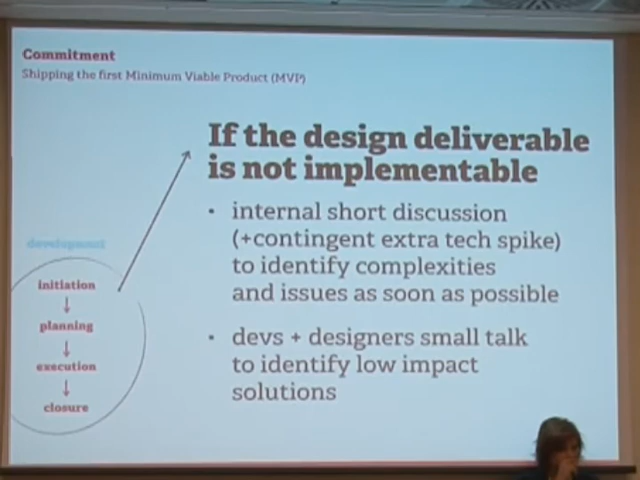 Commitment
Shipping the first Minimum Viable Product (MVP)
If the design deliverable
is not implementable
• internal short discussion
(+contingent extra tech spike)
to identify complexities
and issues as soon as possible
• devs + designers small talk
to identify low impact
solutions
development
initiation
↓
planning
↓
execution
↓
closure